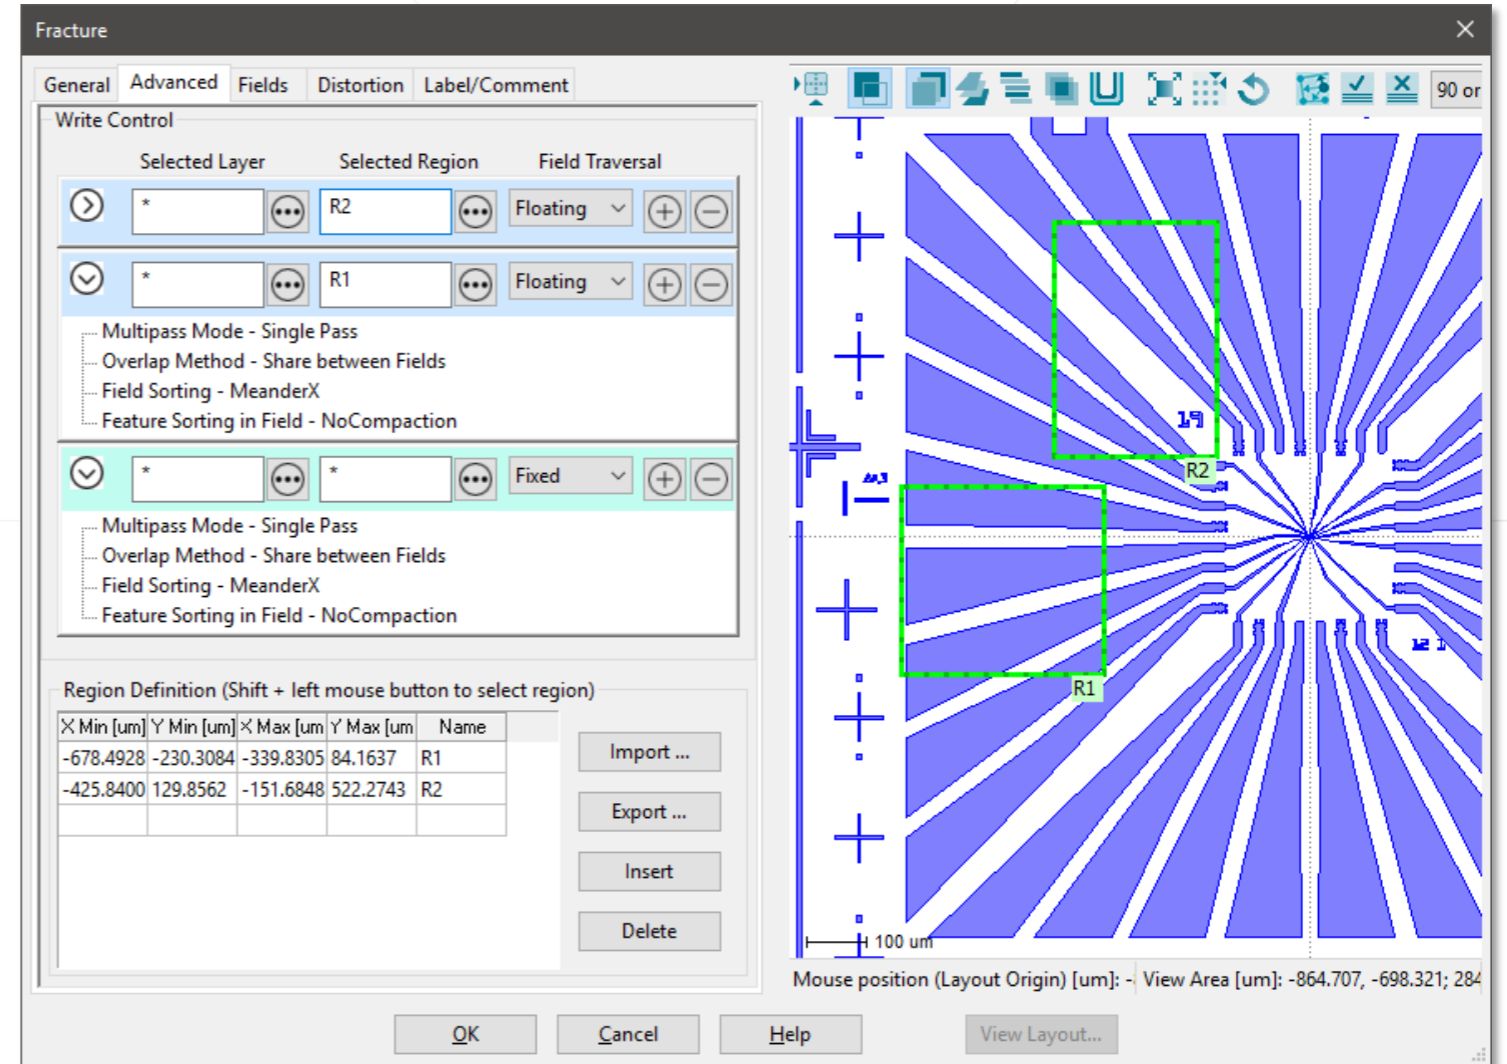 Fracture
General Advanced Fields Distortion Label/Comment
90 or
Write Control
Selected Layer Selected Region Field Traversal
* R2 Floating
* R1 Floating
Multipass Mode - Single Pass
Overlap Method - Share between Fields
Field Sorting - MeanderX
Feature Sorting in Field - NoCompaction
* * Fixed
Multipass Mode - Single Pass
Overlap Method - Share between Fields
Field Sorting - MeanderX
Feature Sorting in Field - NoCompaction
Region Definition (Shift + left mouse button to select region)
X Min [um] Y Min [um] X Max [um Y Max [um Name
-678.4928 -230.3084 -339.8305 84.1637 R1
-425.8400 129.8562 -151.6848 522.2743 R2
Import ...
Export ...
Insert
Delete
19
R2
R1
12 1
100 um
Mouse position (Layout Origin) [um]: - View Area [um]: -864.707, -698.321; 284
OK Cancel Help View Layout...